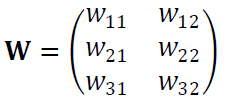 W = ( w₁₁ w₁₂
w₂₁ w₂₂
w₃₁ w₃₂ )